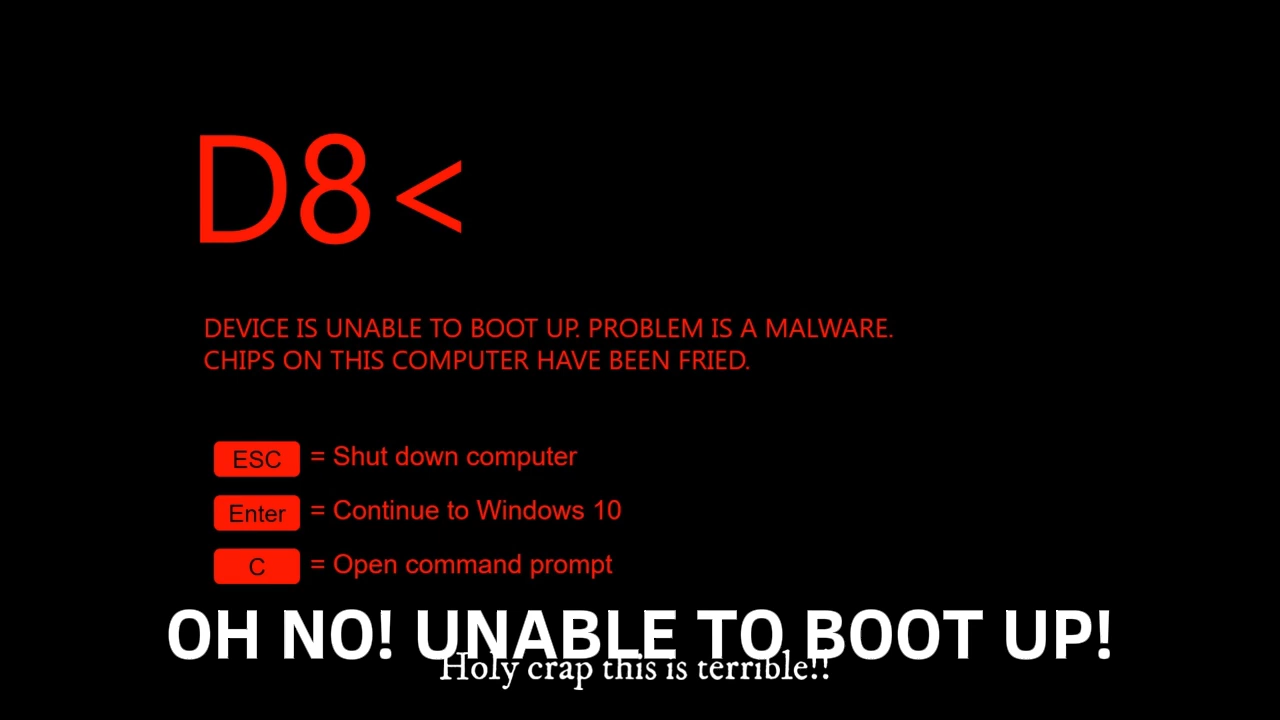 D8<
DEVICE IS UNABLE TO BOOT UP. PROBLEM IS A MALWARE.
CHIPS ON THIS COMPUTER HAVE BEEN FRIED.
ESC = Shut down computer
Enter = Continue to Windows 10
C = Open command prompt
OH NO! UNABLE TO BOOT UP!
Holy crap this is terrible!!